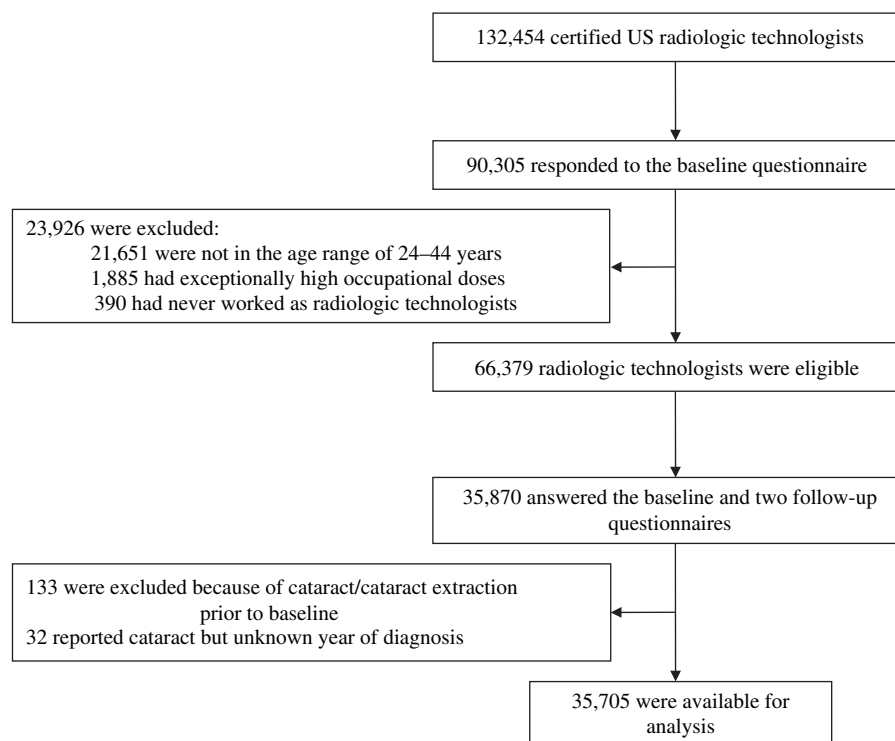 132,454 certified US radiologic technologists
90,305 responded to the baseline questionnaire
23,926 were excluded:
21,651 were not in the age range of 24–44 years
1,885 had exceptionally high occupational doses
390 had never worked as radiologic technologists
66,379 radiologic technologists were eligible
35,870 answered the baseline and two follow-up
questionnaires
133 were excluded because of cataract/cataract extraction
prior to baseline
32 reported cataract but unknown year of diagnosis
35,705 were available for
analysis